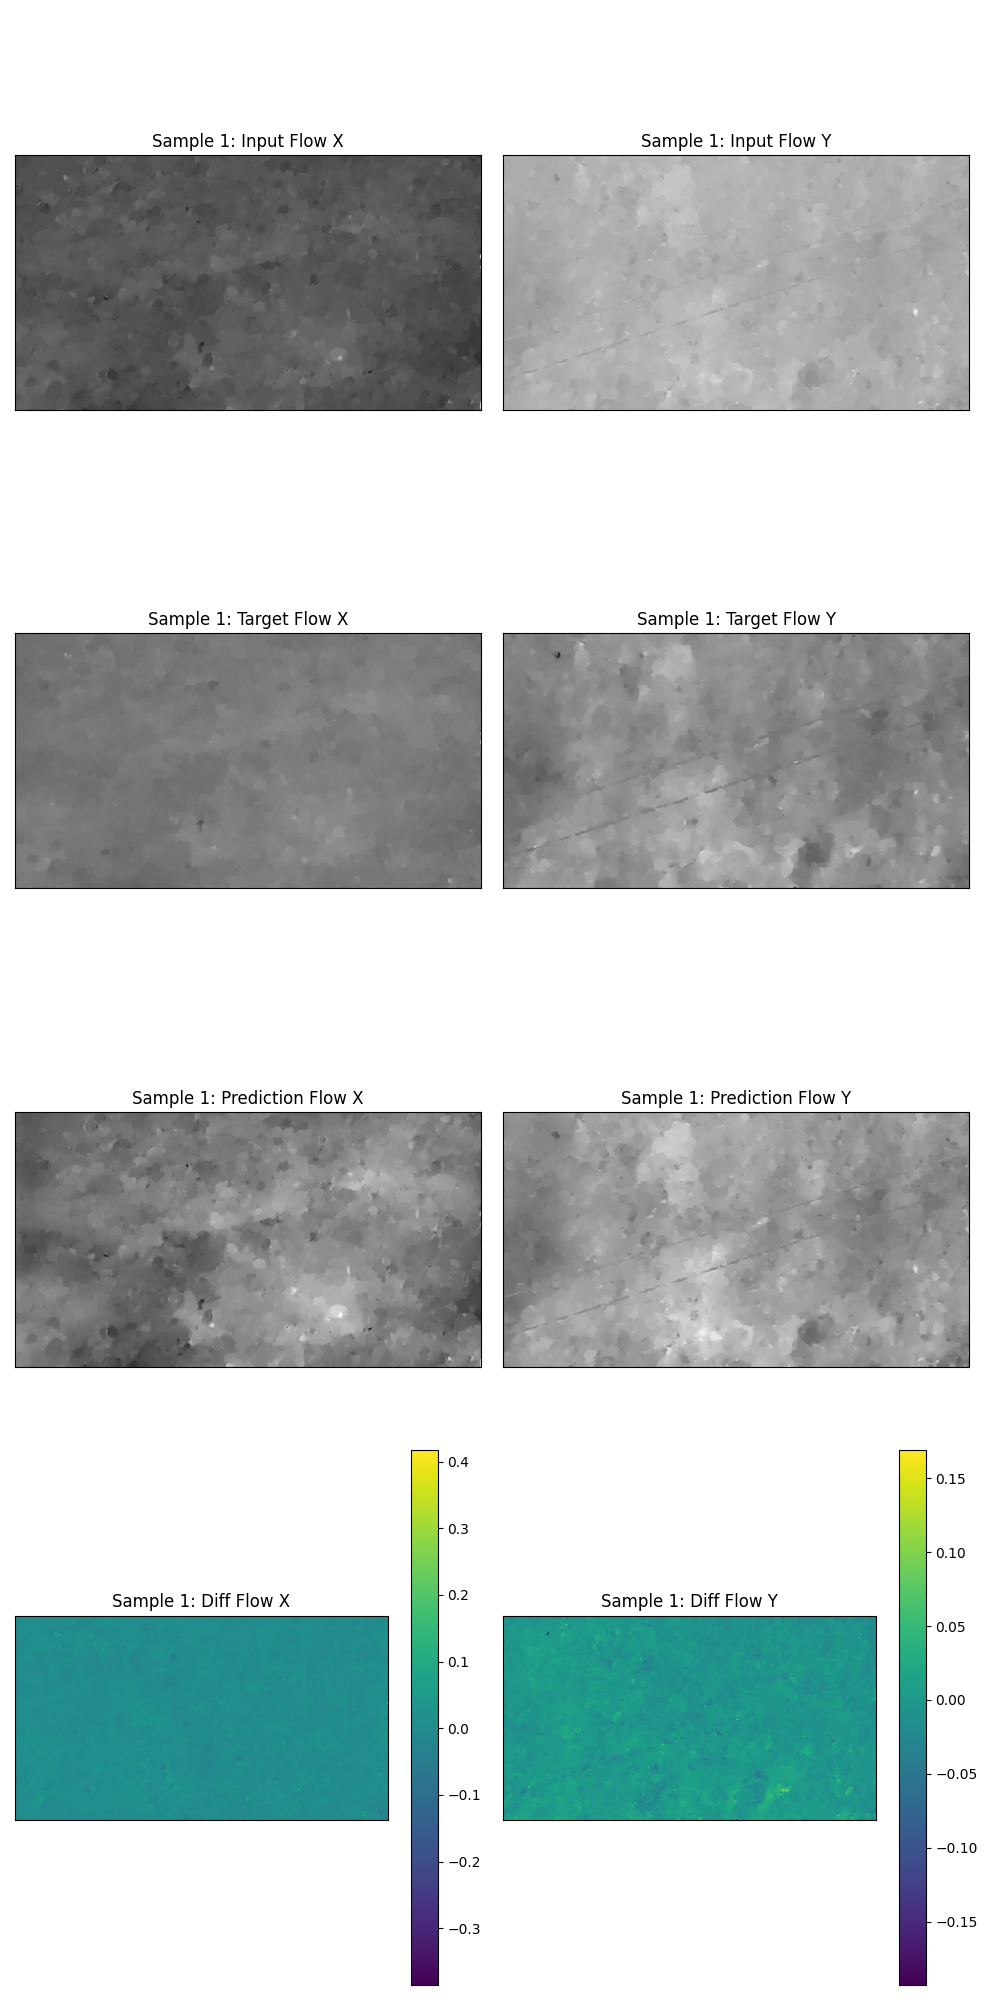 Sample 1: Input Flow X
Sample 1: Input Flow Y
Sample 1: Target Flow X
Sample 1: Target Flow Y
Sample 1: Prediction Flow X
Sample 1: Prediction Flow Y
Sample 1: Diff Flow X
0.4
0.3
0.2
0.1
0.0
−0.1
−0.2
−0.3
Sample 1: Diff Flow Y
0.15
0.10
0.05
0.00
−0.05
−0.10
−0.15